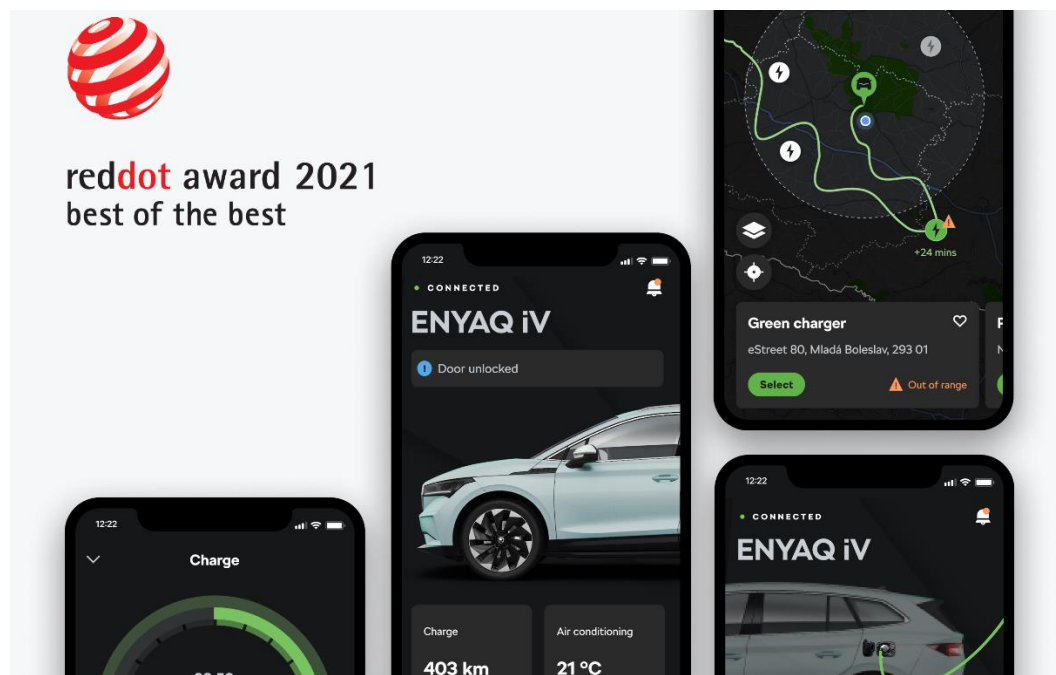 reddot award 2021
best of the best
12:22
Charge
12:22
CONNECTED
ENYAQ iV
Door unlocked
Charge
403 km
Air conditioning
21 °C
+24 mins
Green charger
eStreet 80, Mladá Boleslav, 293 01
Select
Out of range
12:22
CONNECTED
ENYAQ iV